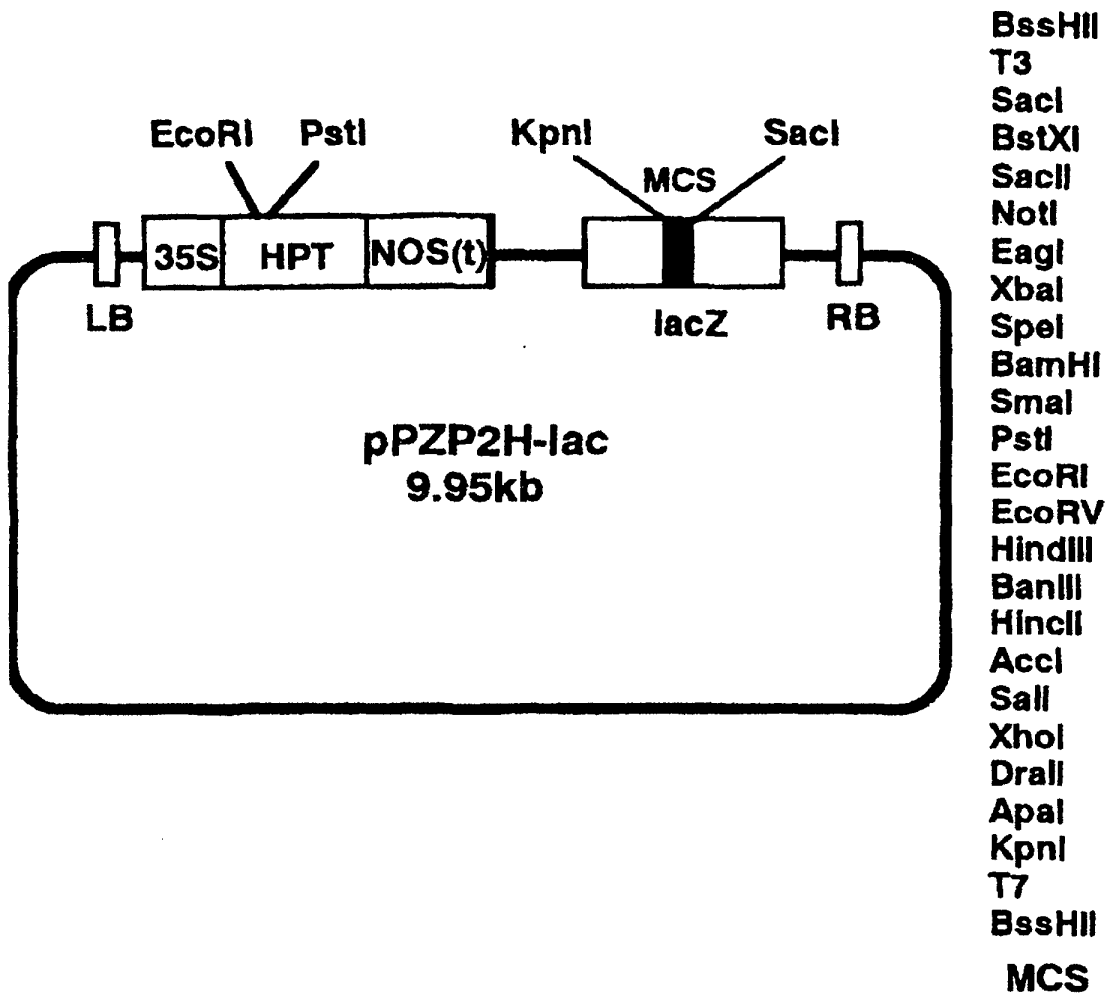 EcoRI PstI KpnI SacI
MCS
35S HPT NOS(t)
LB lacZ RB
pPZP2H-lac
9.95kb
BssHII
T3
SacI
BstXI
SacII
NotI
EagI
XbaI
SpeI
BamHI
SmaI
PstI
EcoRI
EcoRV
HindIII
BanIII
HincII
AccI
SalI
XhoI
DraII
ApaI
KpnI
T7
BssHII
MCS